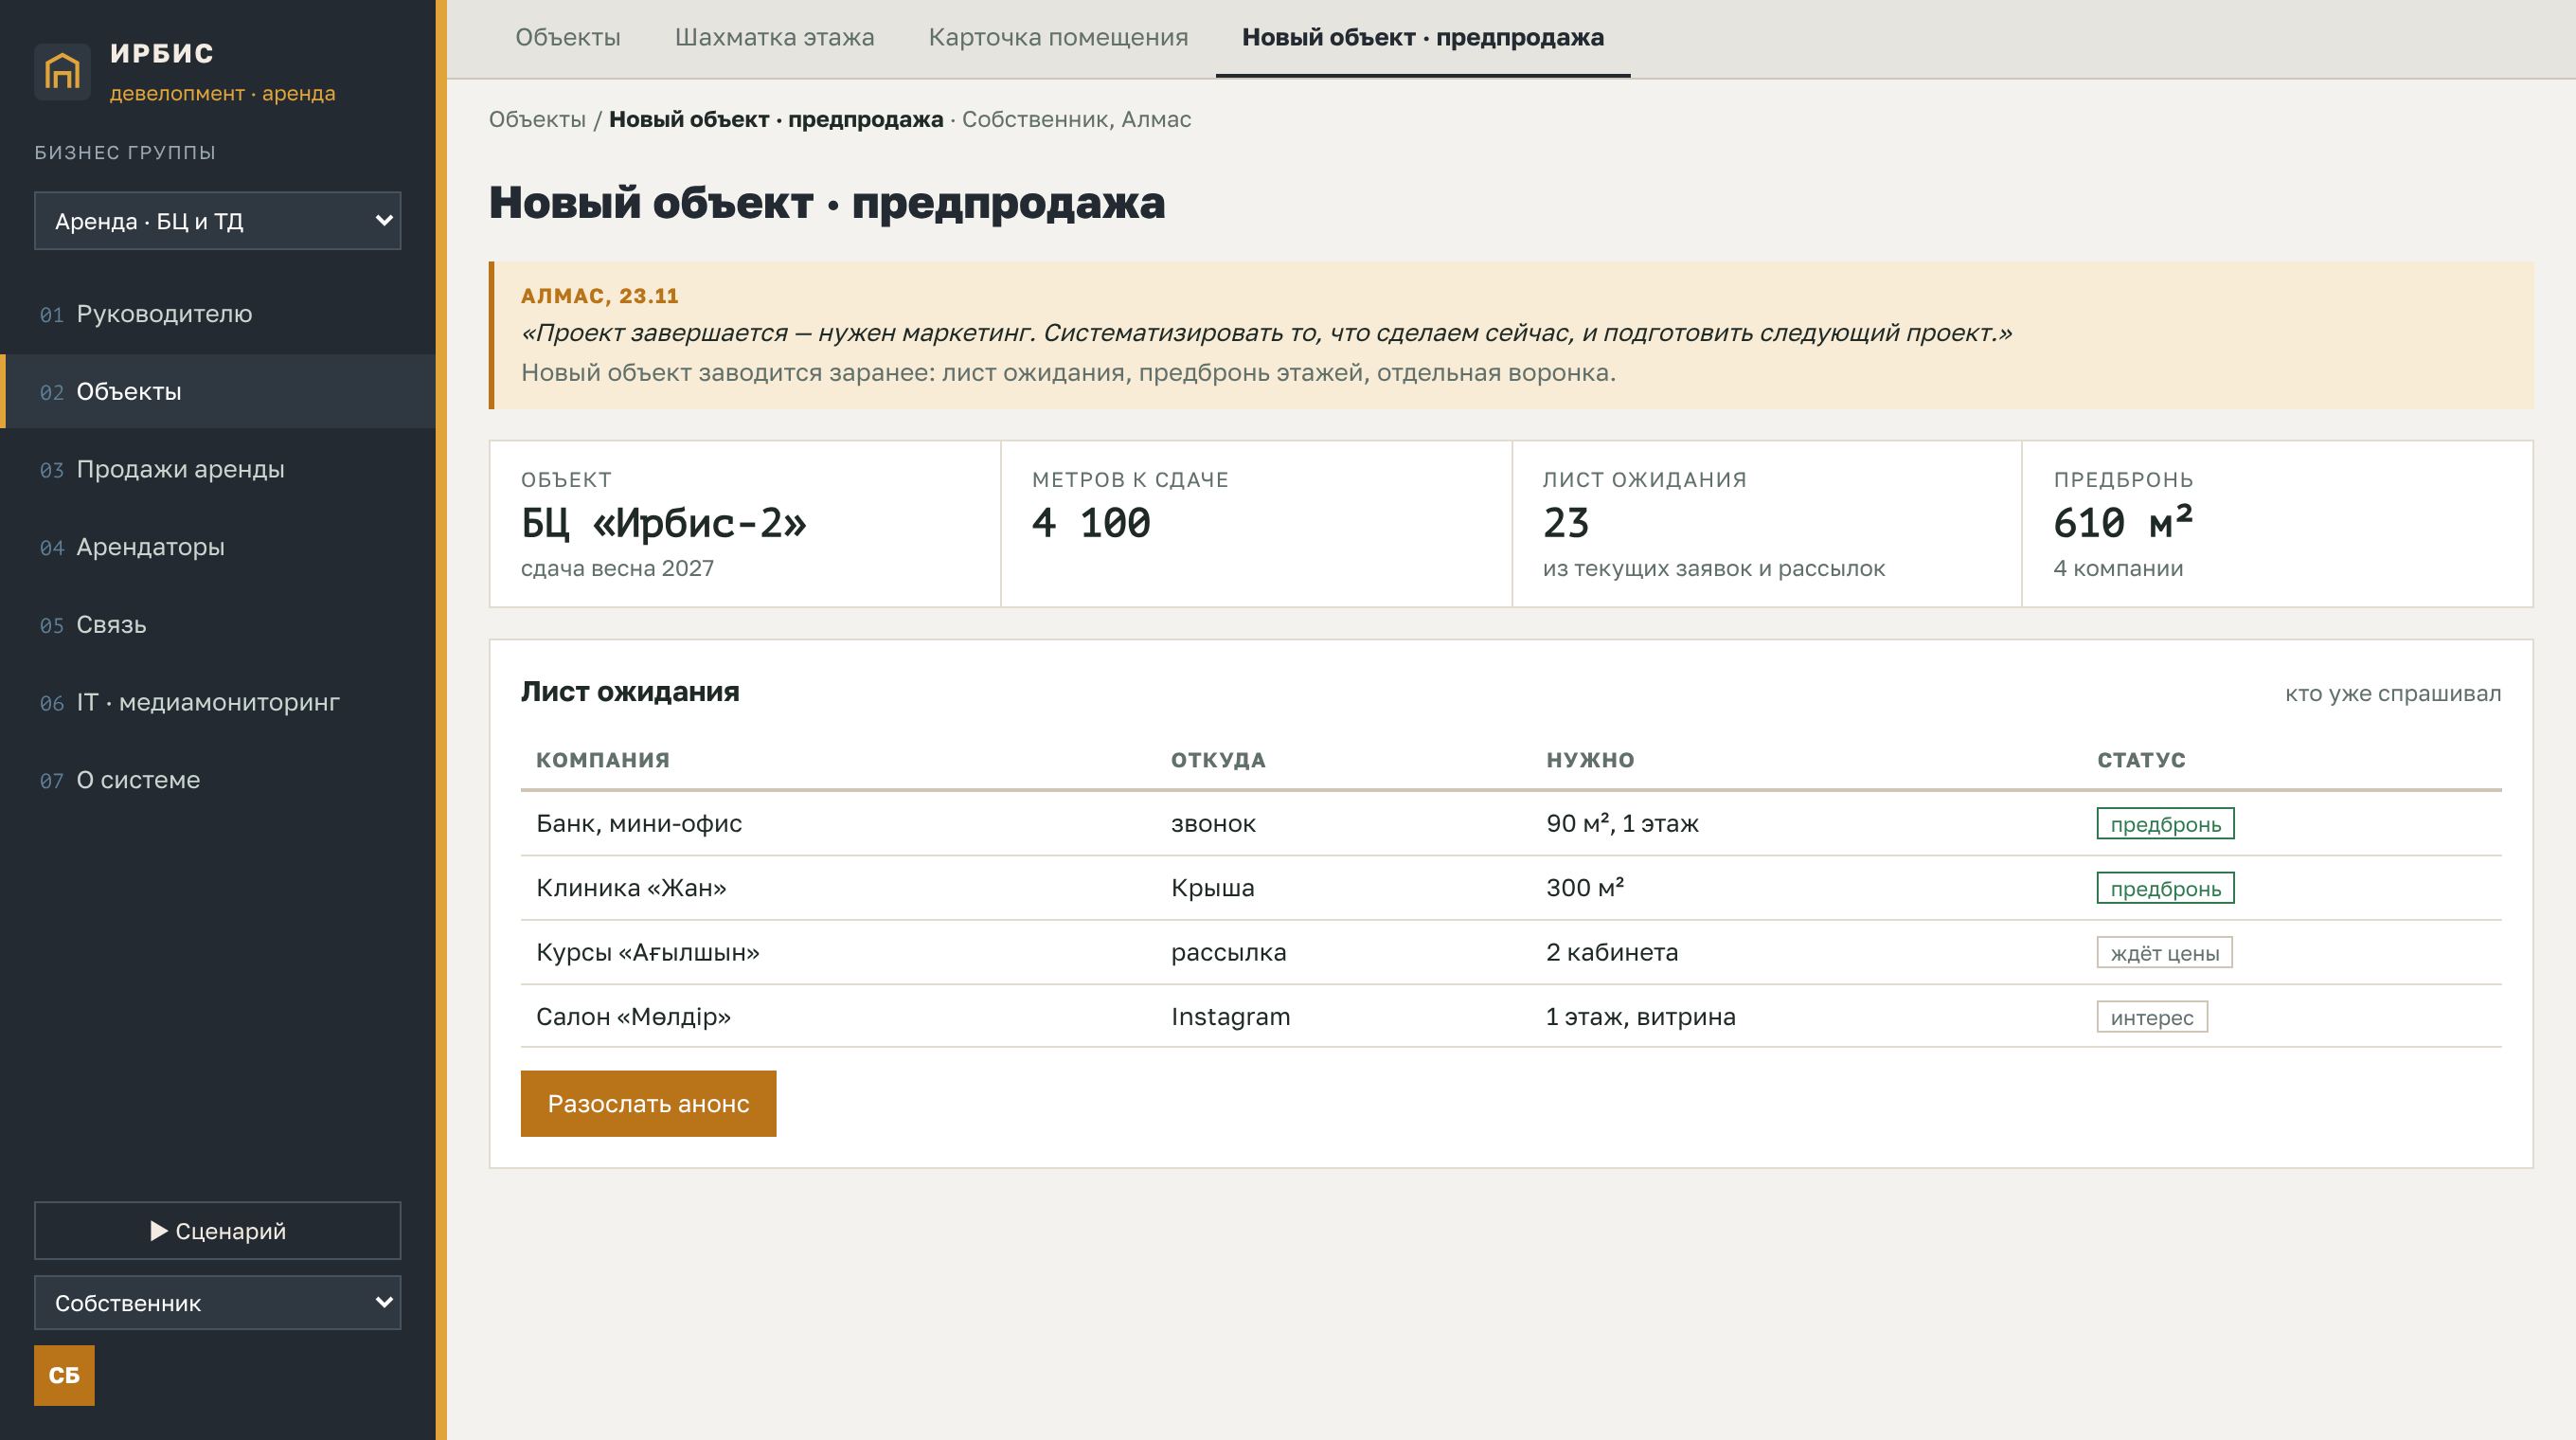 ИРБИС
девелопмент · аренда
БИЗНЕС ГРУППЫ
Аренда · БЦ и ТД
01 Руководителю
02 Объекты
03 Продажи аренды
04 Арендаторы
05 Связь
06 IT · медиамониторинг
07 О системе
▶ Сценарий
Собственник
СБ
Объекты Шахматка этажа Карточка помещения Новый объект · предпродажа
Объекты / Новый объект · предпродажа · Собственник, Алмас
Новый объект · предпродажа
АЛМАС, 23.11
«Проект завершается — нужен маркетинг. Систематизировать то, что сделаем сейчас, и подготовить следующий проект.»
Новый объект заводится заранее: лист ожидания, предбронь этажей, отдельная воронка.
ОБЪЕКТ
БЦ «Ирбис-2»
сдача весна 2027
МЕТРОВ К СДАЧЕ
4 100
ЛИСТ ОЖИДАНИЯ
23
из текущих заявок и рассылок
ПРЕДБРОНЬ
610 м²
4 компании
Лист ожидания кто уже спрашивал
КОМПАНИЯ ОТКУДА НУЖНО СТАТУС
Банк, мини-офис звонок 90 м², 1 этаж предбронь
Клиника «Жан» Крыша 300 м² предбронь
Курсы «Ағылшын» рассылка 2 кабинета ждёт цены
Салон «Мөлдір» Instagram 1 этаж, витрина интерес
Разослать анонс